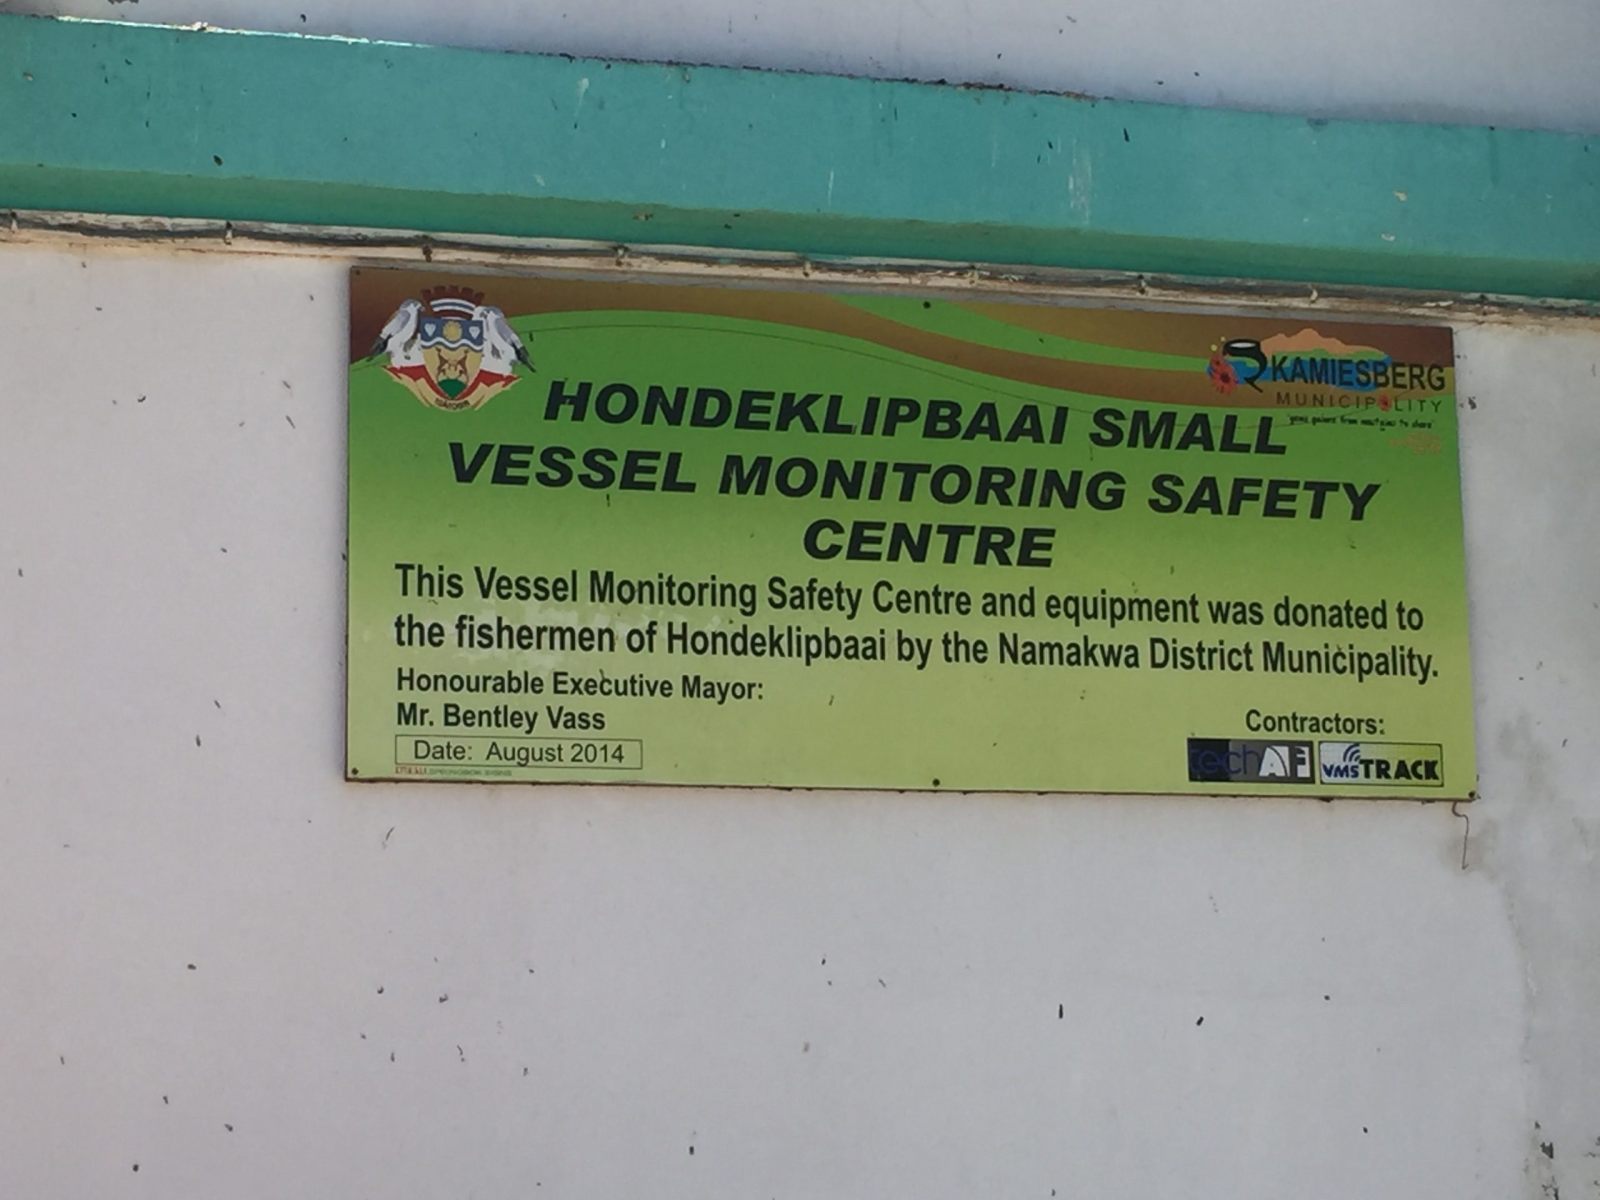 KAMIESBERG
MUNICIPALITY
HONDEKLIPBAAI SMALL
VESSEL MONITORING SAFETY
CENTRE
This Vessel Monitoring Safety Centre and equipment was donated to
the fishermen of Hondeklipbaai by the Namakwa District Municipality.
Honourable Executive Mayor:
Mr. Bentley Vass
Date: August 2014
Contractors:
techAF VMSTRACK